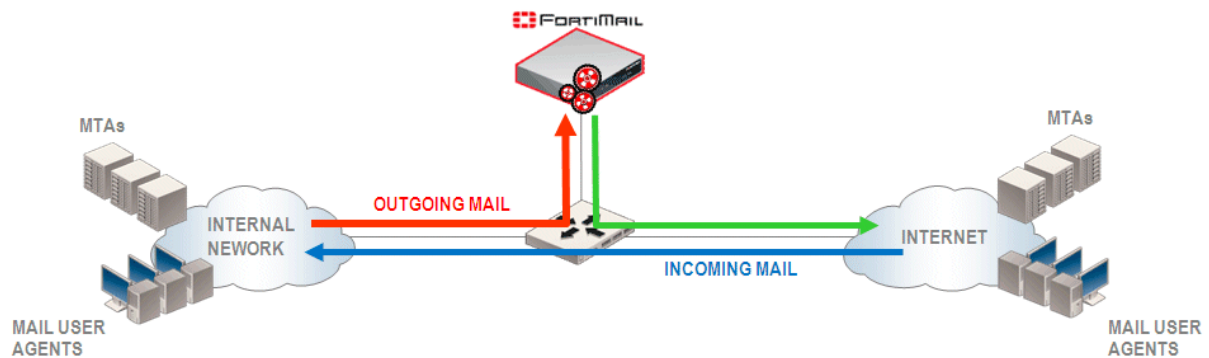 FORTIMAIL
MTAs
MTAs
OUTGOING MAIL
INTERNAL
NEWORK
INTERNET
INCOMING MAIL
MAIL USER
AGENTS
MAIL USER
AGENTS